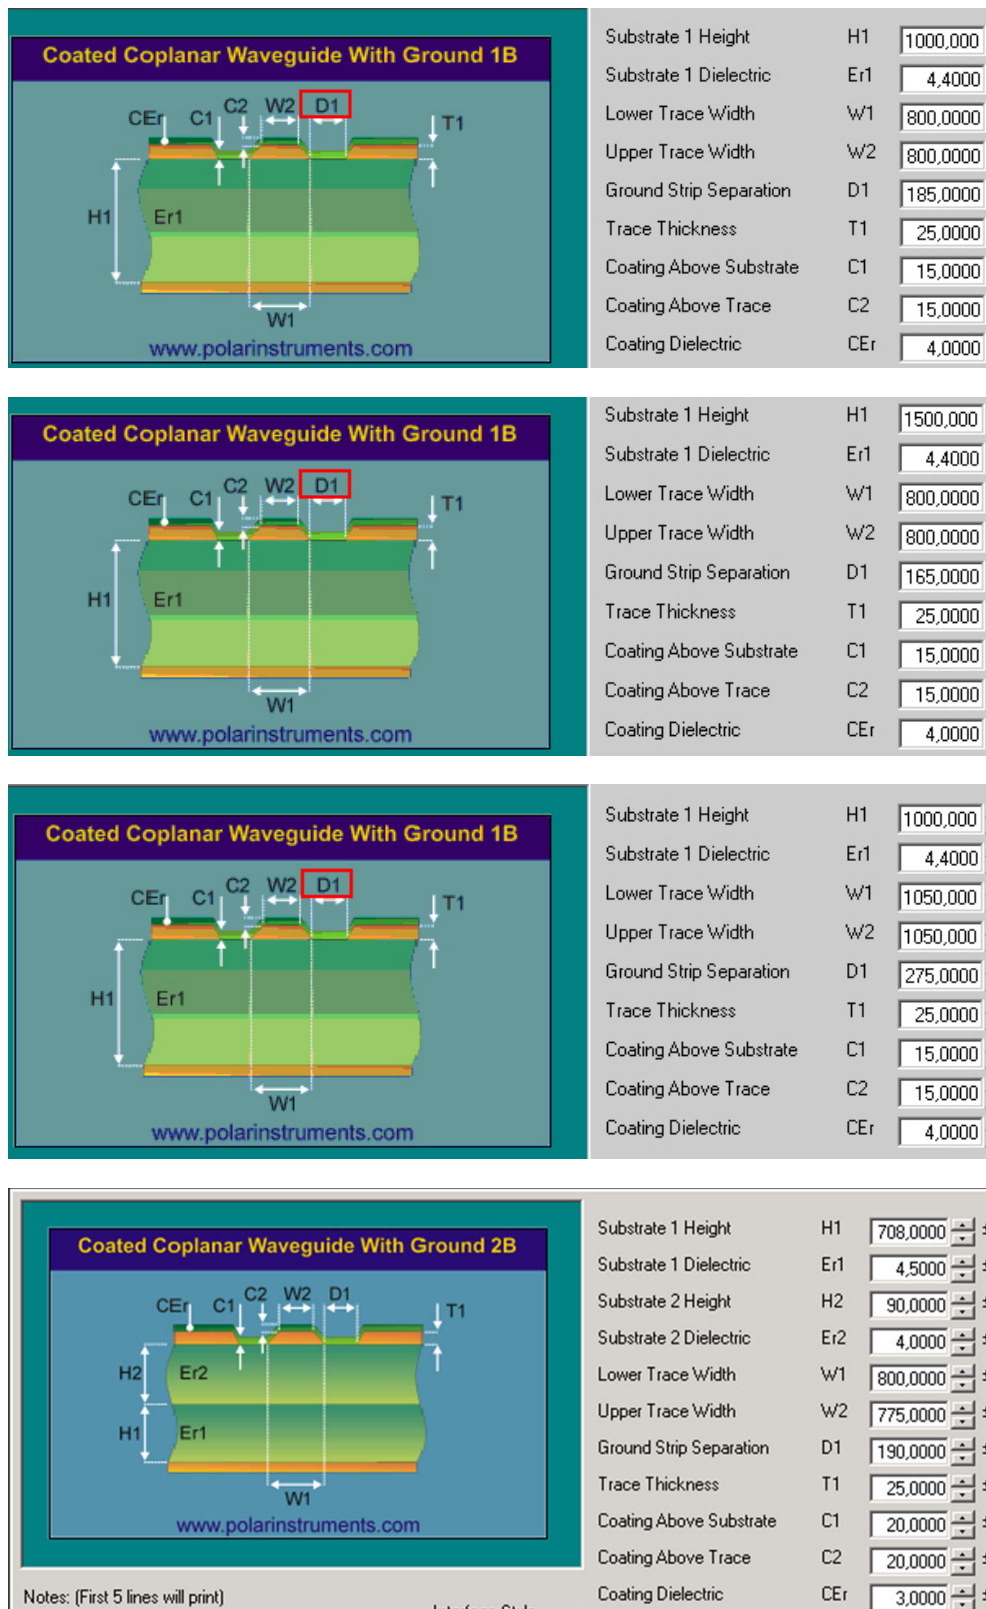 Coated Coplanar Waveguide With Ground 1B
CEr C1 C2 W2 D1 T1
H1 Er1
W1
www.polarinstruments.com
Substrate 1 Height H1 1000,000
Substrate 1 Dielectric Er1 4,4000
Lower Trace Width W1 800,0000
Upper Trace Width W2 800,0000
Ground Strip Separation D1 185,0000
Trace Thickness T1 25,0000
Coating Above Substrate C1 15,0000
Coating Above Trace C2 15,0000
Coating Dielectric CEr 4,0000
Coated Coplanar Waveguide With Ground 1B
CEr C1 C2 W2 D1 T1
H1 Er1
W1
www.polarinstruments.com
Substrate 1 Height H1 1500,000
Substrate 1 Dielectric Er1 4,4000
Lower Trace Width W1 800,0000
Upper Trace Width W2 800,0000
Ground Strip Separation D1 165,0000
Trace Thickness T1 25,0000
Coating Above Substrate C1 15,0000
Coating Above Trace C2 15,0000
Coating Dielectric CEr 4,0000
Coated Coplanar Waveguide With Ground 1B
CEr C1 C2 W2 D1 T1
H1 Er1
W1
www.polarinstruments.com
Substrate 1 Height H1 1000,000
Substrate 1 Dielectric Er1 4,4000
Lower Trace Width W1 1050,000
Upper Trace Width W2 1050,000
Ground Strip Separation D1 275,0000
Trace Thickness T1 25,0000
Coating Above Substrate C1 15,0000
Coating Above Trace C2 15,0000
Coating Dielectric CEr 4,0000
Coated Coplanar Waveguide With Ground 2B
CEr C1 C2 W2 D1 T1
H2 Er2
H1 Er1
W1
www.polarinstruments.com
Notes: (First 5 lines will print)
Substrate 1 Height H1 708,0000
Substrate 1 Dielectric Er1 4,5000
Substrate 2 Height H2 90,0000
Substrate 2 Dielectric Er2 4,0000
Lower Trace Width W1 800,0000
Upper Trace Width W2 775,0000
Ground Strip Separation D1 190,0000
Trace Thickness T1 25,0000
Coating Above Substrate C1 20,0000
Coating Above Trace C2 20,0000
Coating Dielectric CEr 3,0000